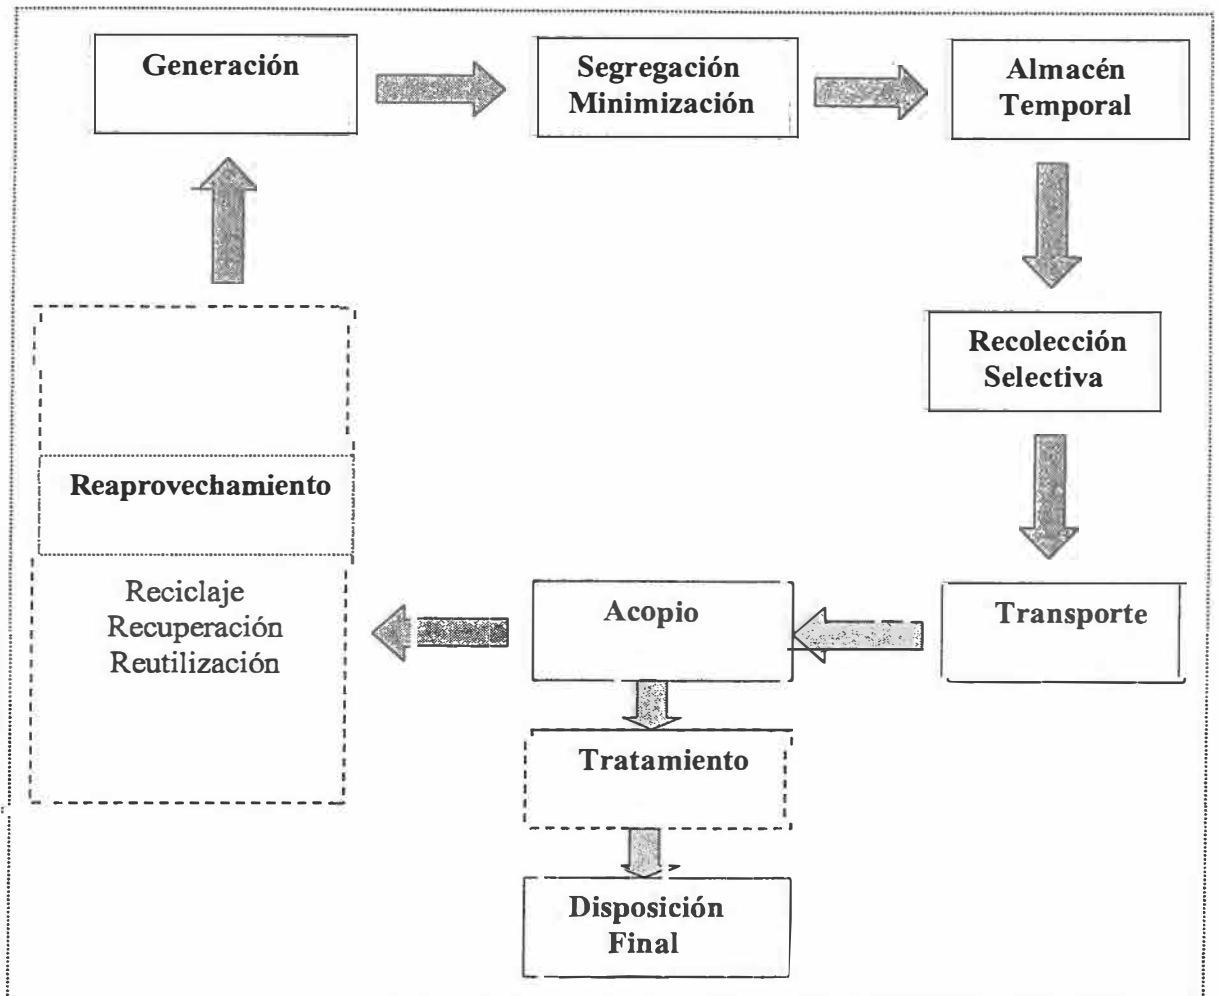 Generación
Segregación
Minimización
Almacén
Temporal
Recolección
Selectiva
Reaprovechamiento
Reciclaje
Recuperación
Reutilización
Acopio
Transporte
Tratamiento
Disposición
Final